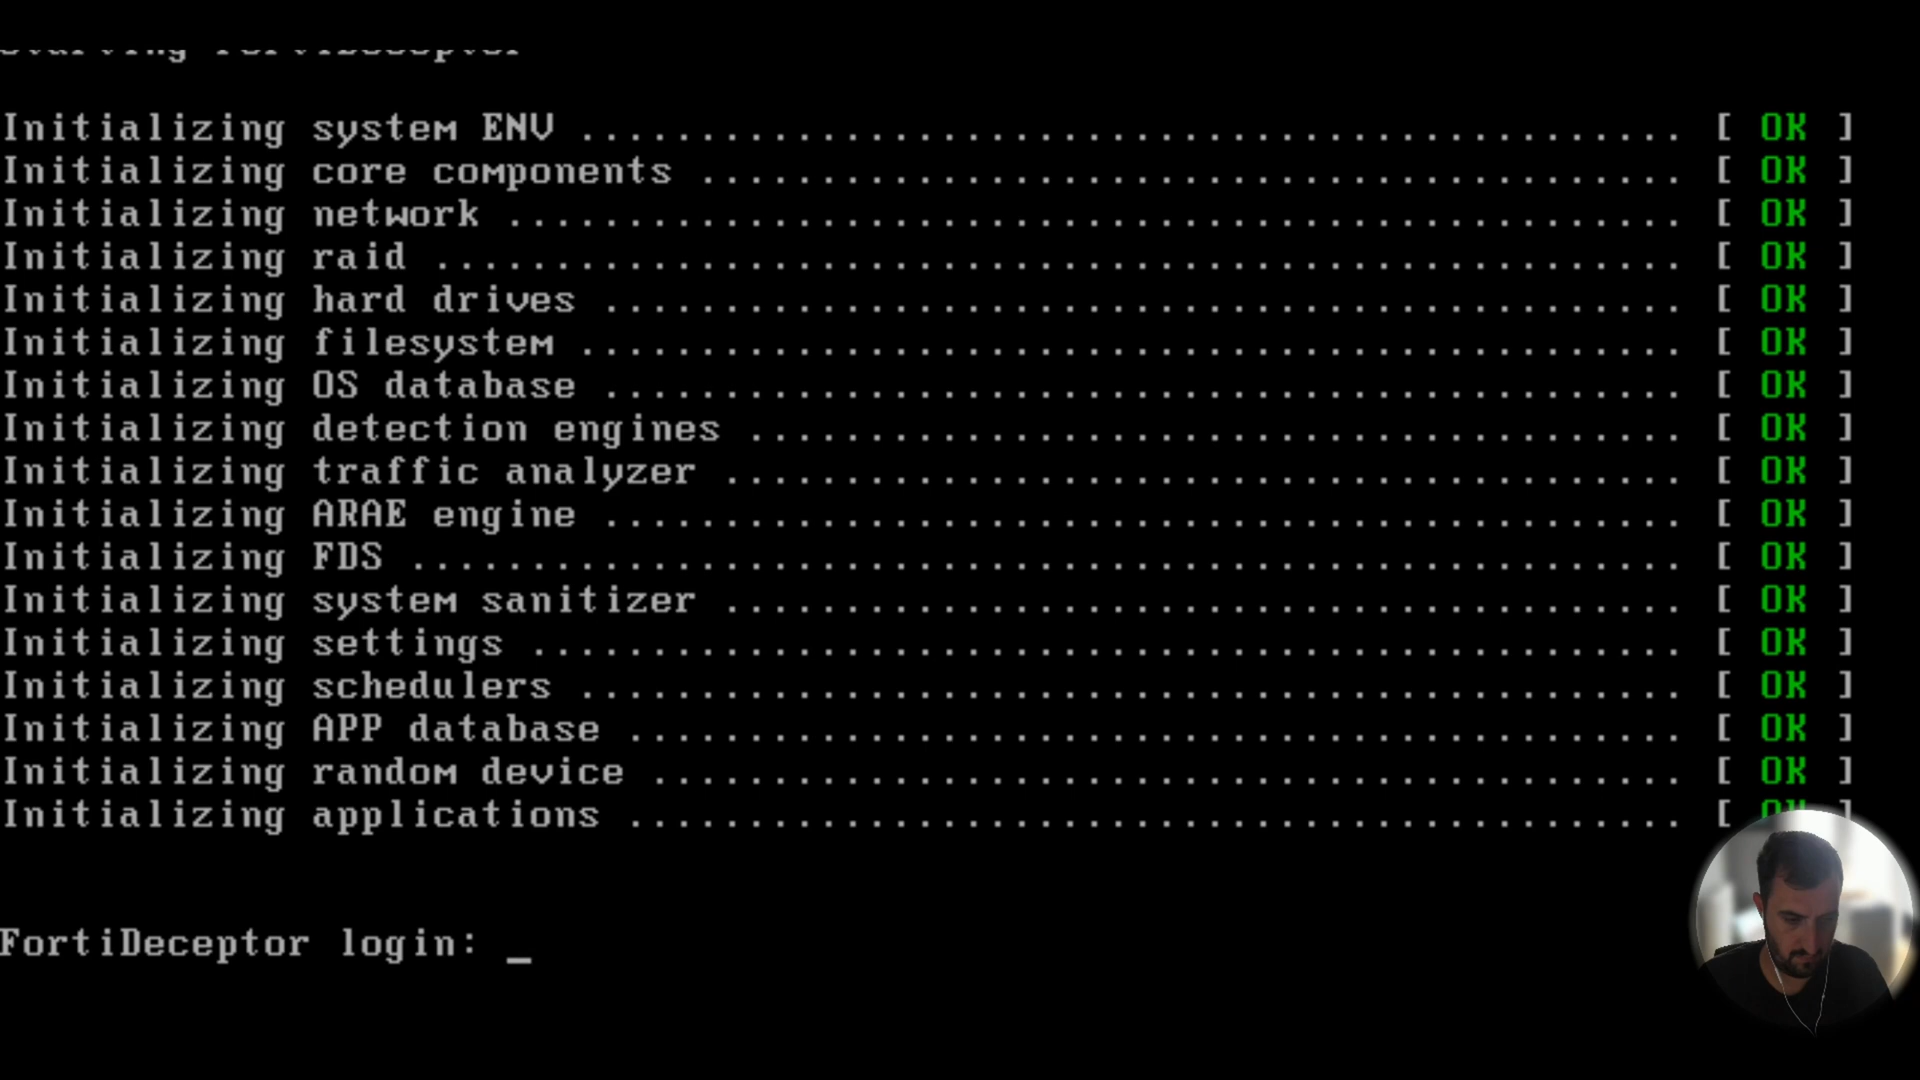 Starting FortiDeceptor
Initializing system ENV .............................................. [ OK ]
Initializing core components ......................................... [ OK ]
Initializing network ................................................. [ OK ]
Initializing raid .................................................... [ OK ]
Initializing hard drives ............................................. [ OK ]
Initializing filesystem .............................................. [ OK ]
Initializing OS database ............................................. [ OK ]
Initializing detection engines ....................................... [ OK ]
Initializing traffic analyzer ........................................ [ OK ]
Initializing ARAE engine ............................................. [ OK ]
Initializing FDS ..................................................... [ OK ]
Initializing system sanitizer ........................................ [ OK ]
Initializing settings ................................................ [ OK ]
Initializing schedulers .............................................. [ OK ]
Initializing APP database ............................................ [ OK ]
Initializing random device ........................................... [ OK ]
Initializing applications ............................................ [ OK ]
FortiDeceptor login: _